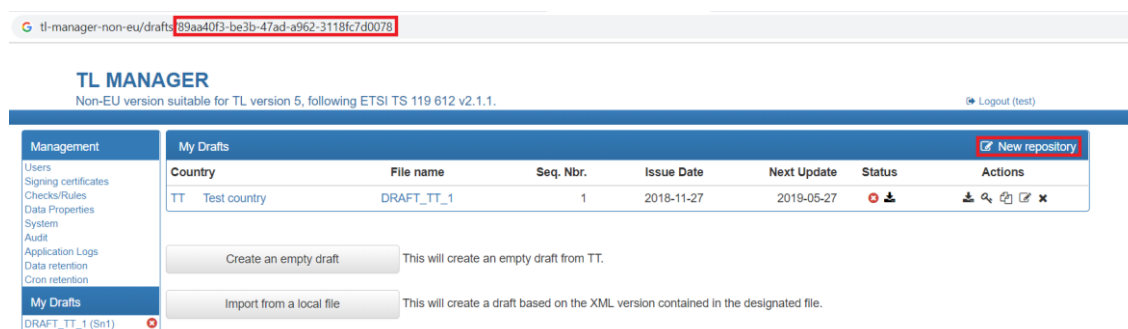 tl-manager-non-eu/drafts/89aa40f3-be3b-47ad-a962-3118fc7d0078
TL MANAGER
Non-EU version suitable for TL version 5, following ETSI TS 119 612 v2.1.1.
Logout (test)
Management
Users
Signing certificates
Checks/Rules
Data Properties
System
Audit
Application Logs
Data retention
Cron retention
My Drafts
DRAFT_TT_1 (Sn1)
My Drafts
New repository
Country File name Seq. Nbr. Issue Date Next Update Status Actions
TT Test country DRAFT_TT_1 1 2018-11-27 2019-05-27
Create an empty draft This will create an empty draft from TT.
Import from a local file This will create a draft based on the XML version contained in the designated file.